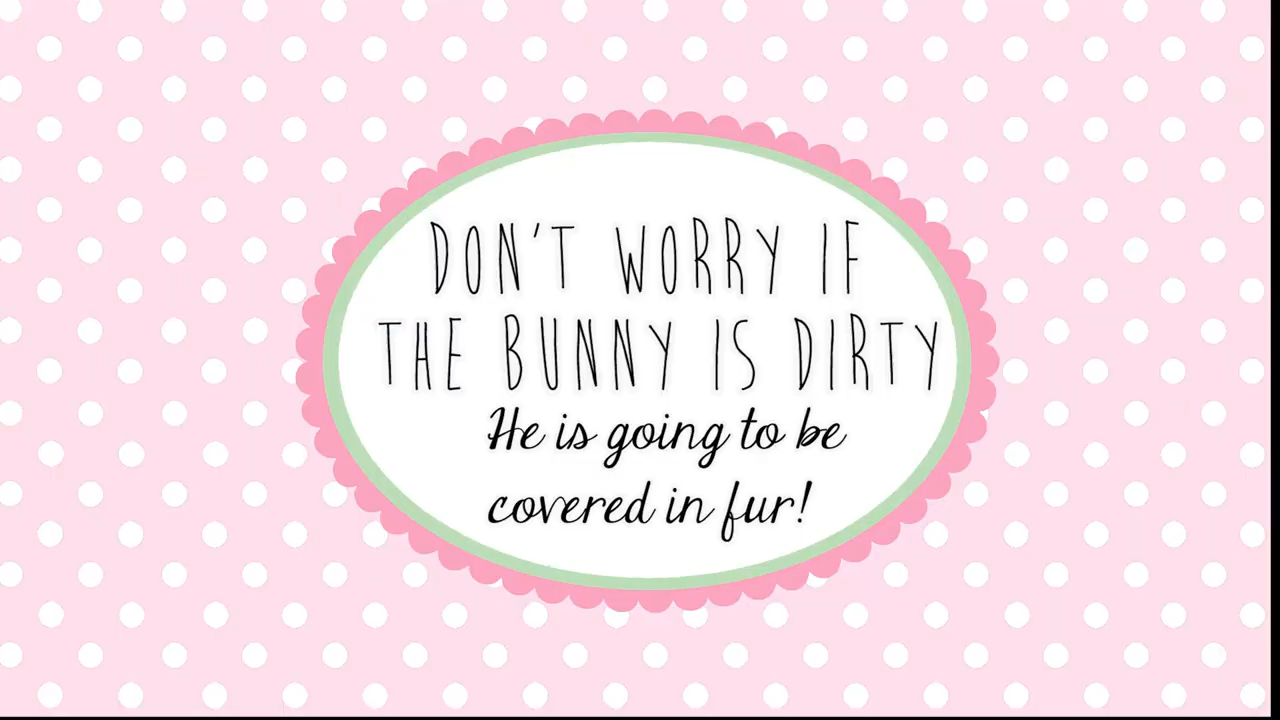 DON'T WORRY IF
THE BUNNY IS DIRTY
He is going to be
covered in fur!